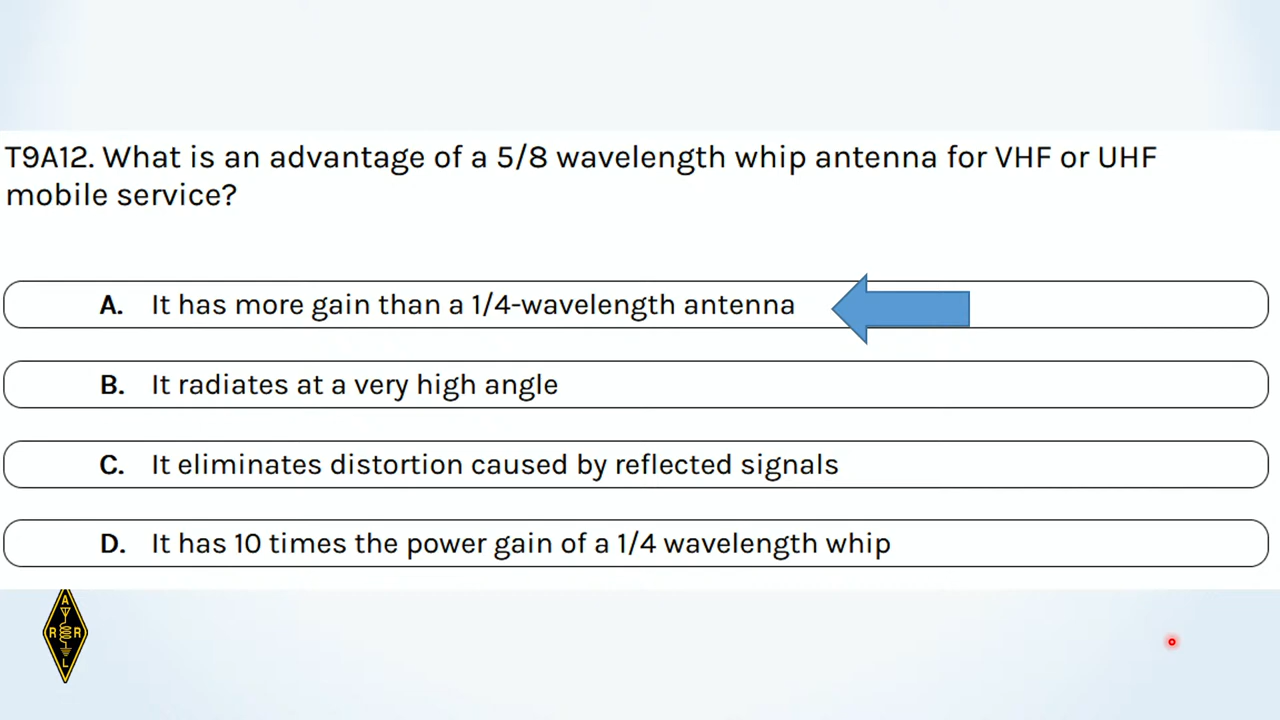 T9A12. What is an advantage of a 5/8 wavelength whip antenna for VHF or UHF
mobile service?
A. It has more gain than a 1/4-wavelength antenna
B. It radiates at a very high angle
C. It eliminates distortion caused by reflected signals
D. It has 10 times the power gain of a 1/4 wavelength whip
A
R R
L